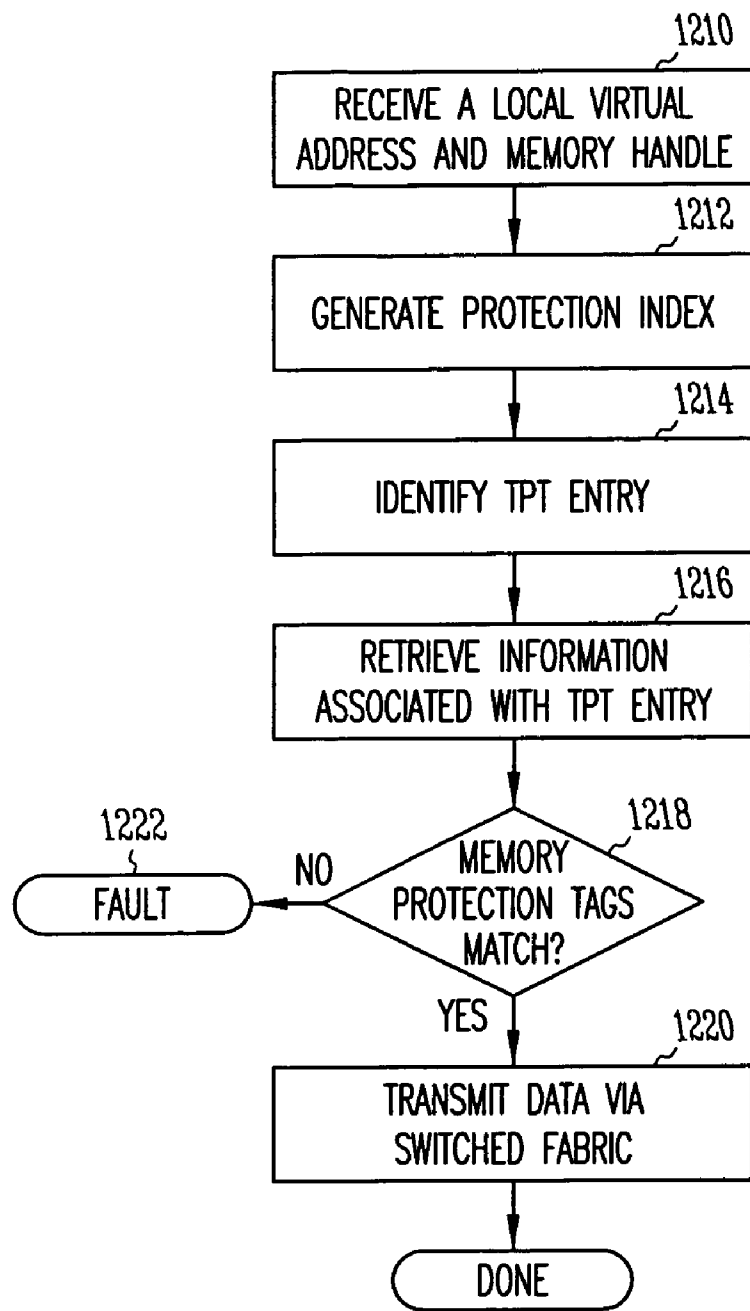 1210
RECEIVE A LOCAL VIRTUAL
ADDRESS AND MEMORY HANDLE
1212
GENERATE PROTECTION INDEX
1214
IDENTIFY TPT ENTRY
1216
RETRIEVE INFORMATION
ASSOCIATED WITH TPT ENTRY
1218
MEMORY
PROTECTION TAGS
MATCH?
NO
1222
FAULT
YES
1220
TRANSMIT DATA VIA
SWITCHED FABRIC
DONE